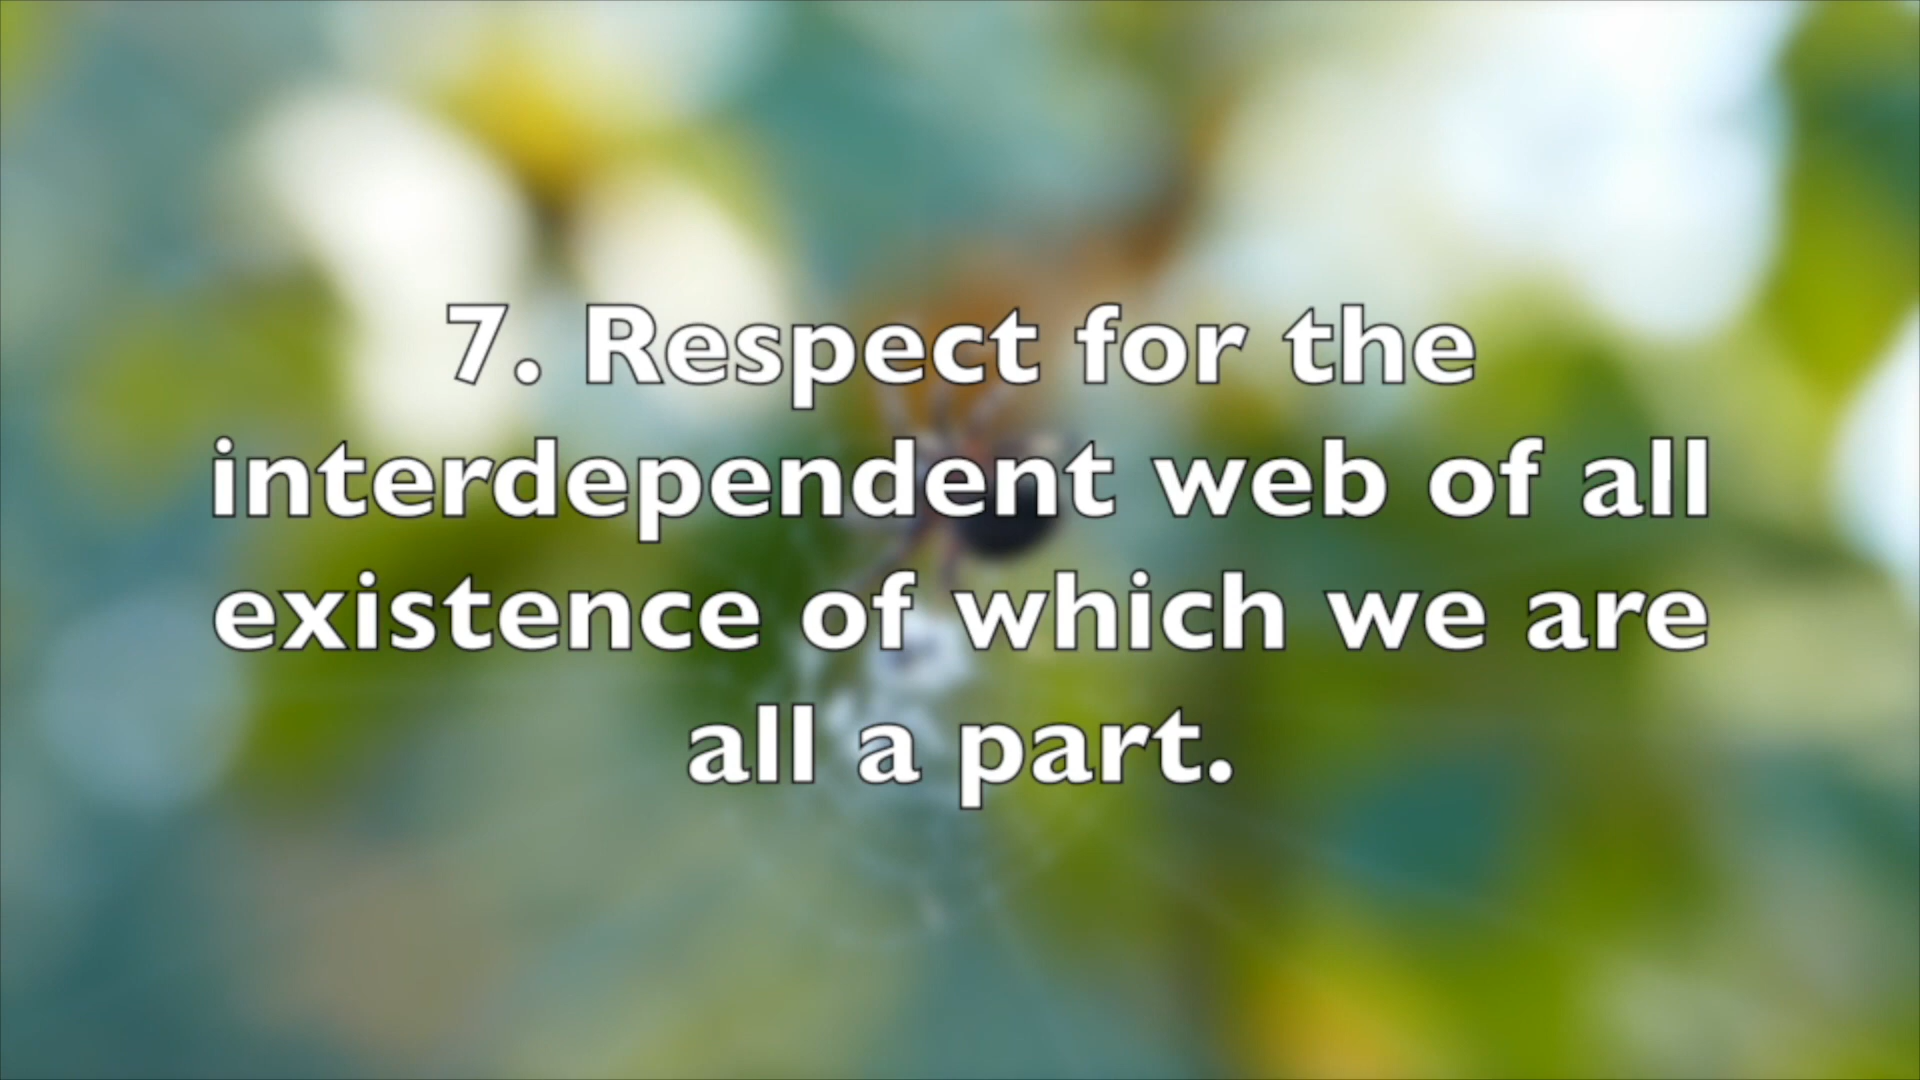 7. Respect for the
interdependent web of all
existence of which we are
all a part.